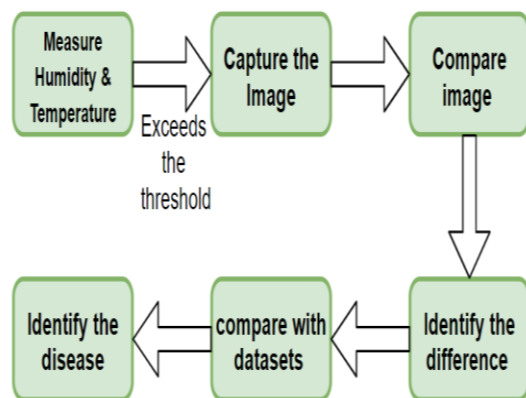 Measure
Humidity &
Temperature
Exceeds
the
threshold
Capture the
Image
Compare
image
Identify the
difference
compare with
datasets
Identify the
disease